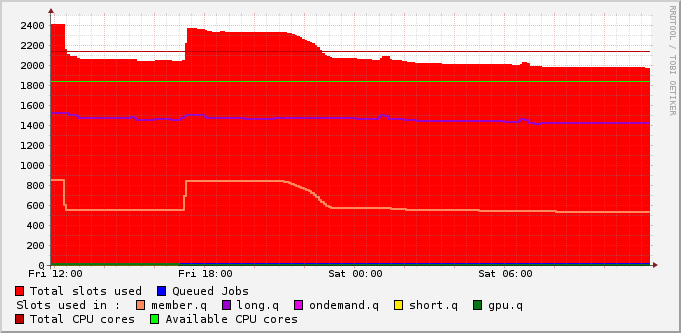 RRDTOOL / TOBI OETIKER
2400
2200
2000
1800
1600
1400
1200
1000
800
600
400
200
0
Fri 12:00 Fri 18:00 Sat 00:00 Sat 06:00
Total slots used Queued Jobs
Slots used in : member.q long.q ondemand.q short.q gpu.q
Total CPU cores Available CPU cores